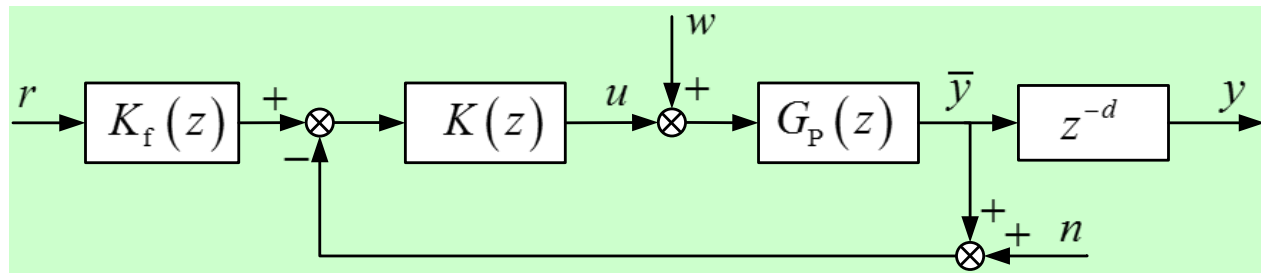 w
r
+
K_f(z)
−
K(z)
u
+
G_P(z)
ȳ
z^{-d}
y
+
+
n